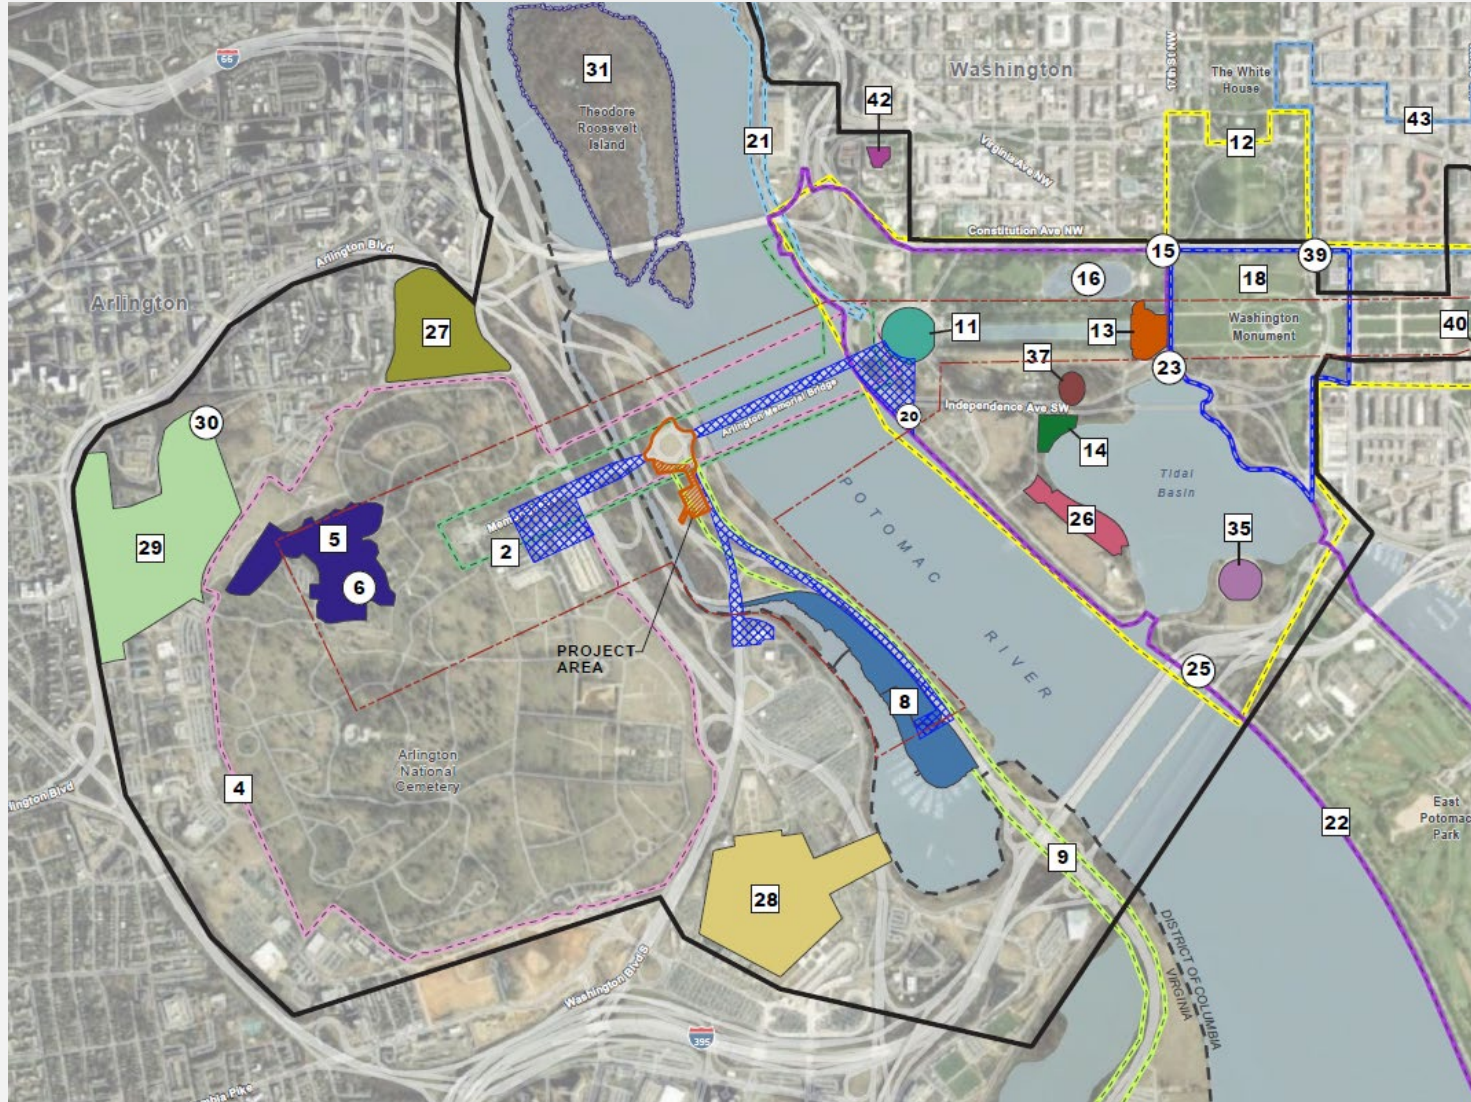 66
31
Theodore
Roosevelt
Island
21
42
Washington
17th St NW
The White
House
43
12
Virginia Ave NW
Constitution Ave NW
15
39
16
18
Arlington Blvd
Arlington
27
11
13
Washington
Monument
40
37
23
Arlington Memorial Bridge
20
Independence Ave SW
14
Tidal
Basin
30
29
5
6
2
26
35
POTOMAC
RIVER
PROJECT
AREA
25
8
4
Arlington
National
Cemetery
22
East
Potomac
Park
9
28
DISTRICT OF COLUMBIA
VIRGINIA
Washington Blvd S
395